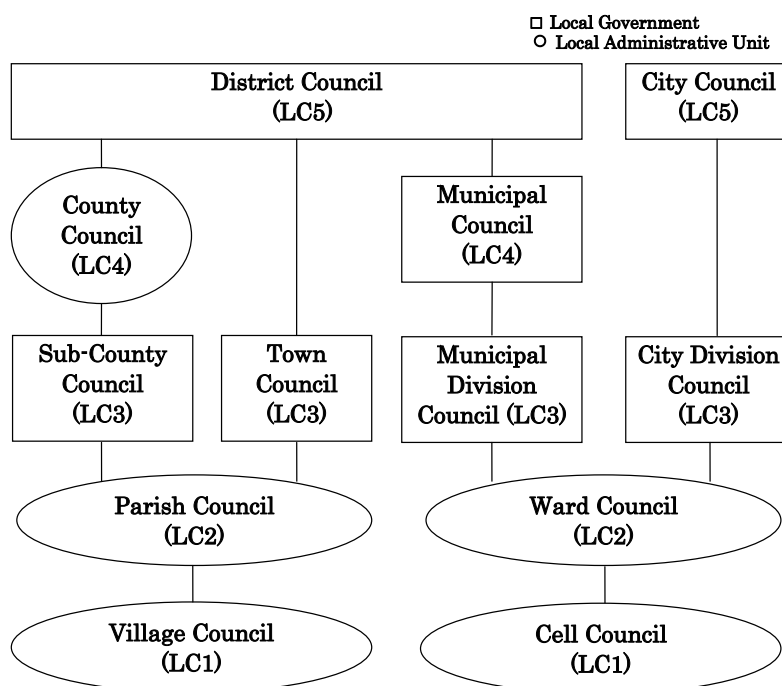 Local Government
Local Administrative Unit
District Council
(LC5)
City Council
(LC5)
County
Council
(LC4)
Municipal
Council
(LC4)
Sub-County
Council
(LC3)
Town
Council
(LC3)
Municipal
Division
Council (LC3)
City Division
Council
(LC3)
Parish Council
(LC2)
Ward Council
(LC2)
Village Council
(LC1)
Cell Council
(LC1)